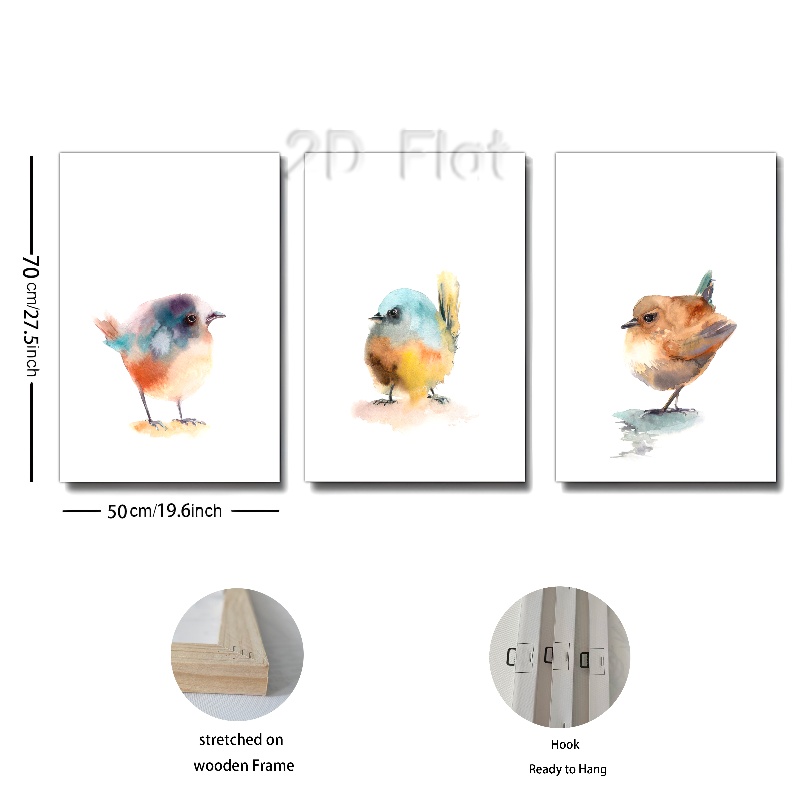 2D Flat
70 cm/27.5inch
50cm/19.6inch
stretched on
wooden Frame
Hook
Ready to Hang